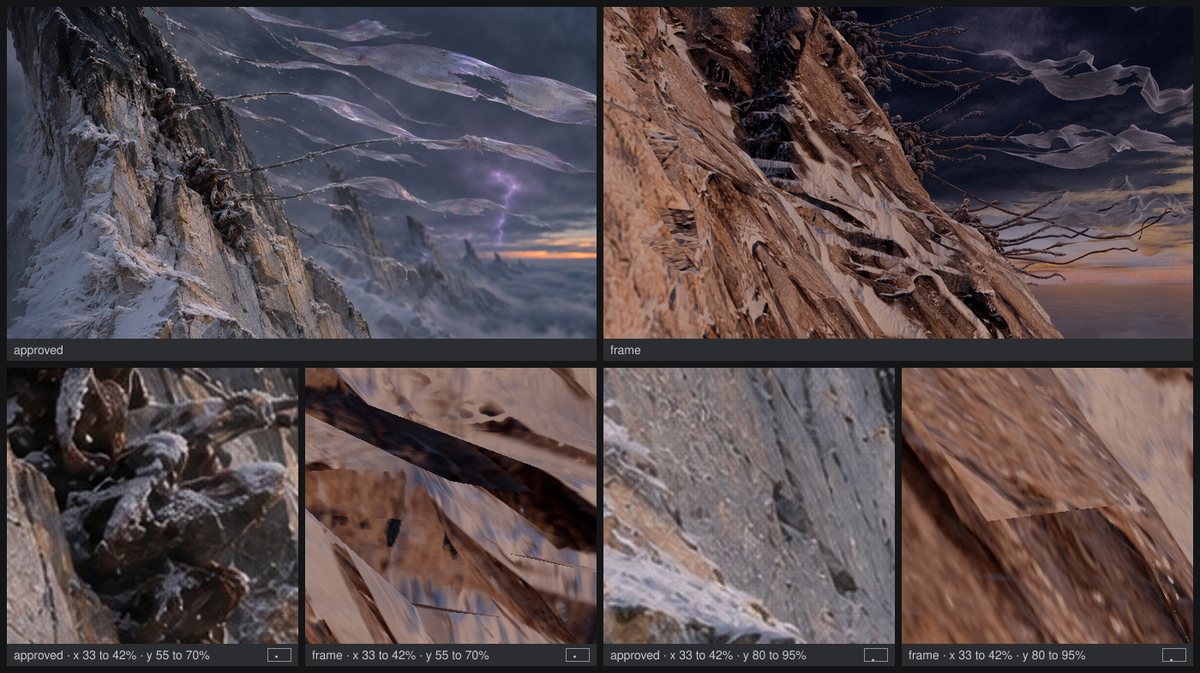 approved
frame
approved · x 33 to 42% · y 55 to 70%
frame · x 33 to 42% · y 55 to 70%
approved · x 33 to 42% · y 80 to 95%
frame · x 33 to 42% · y 80 to 95%